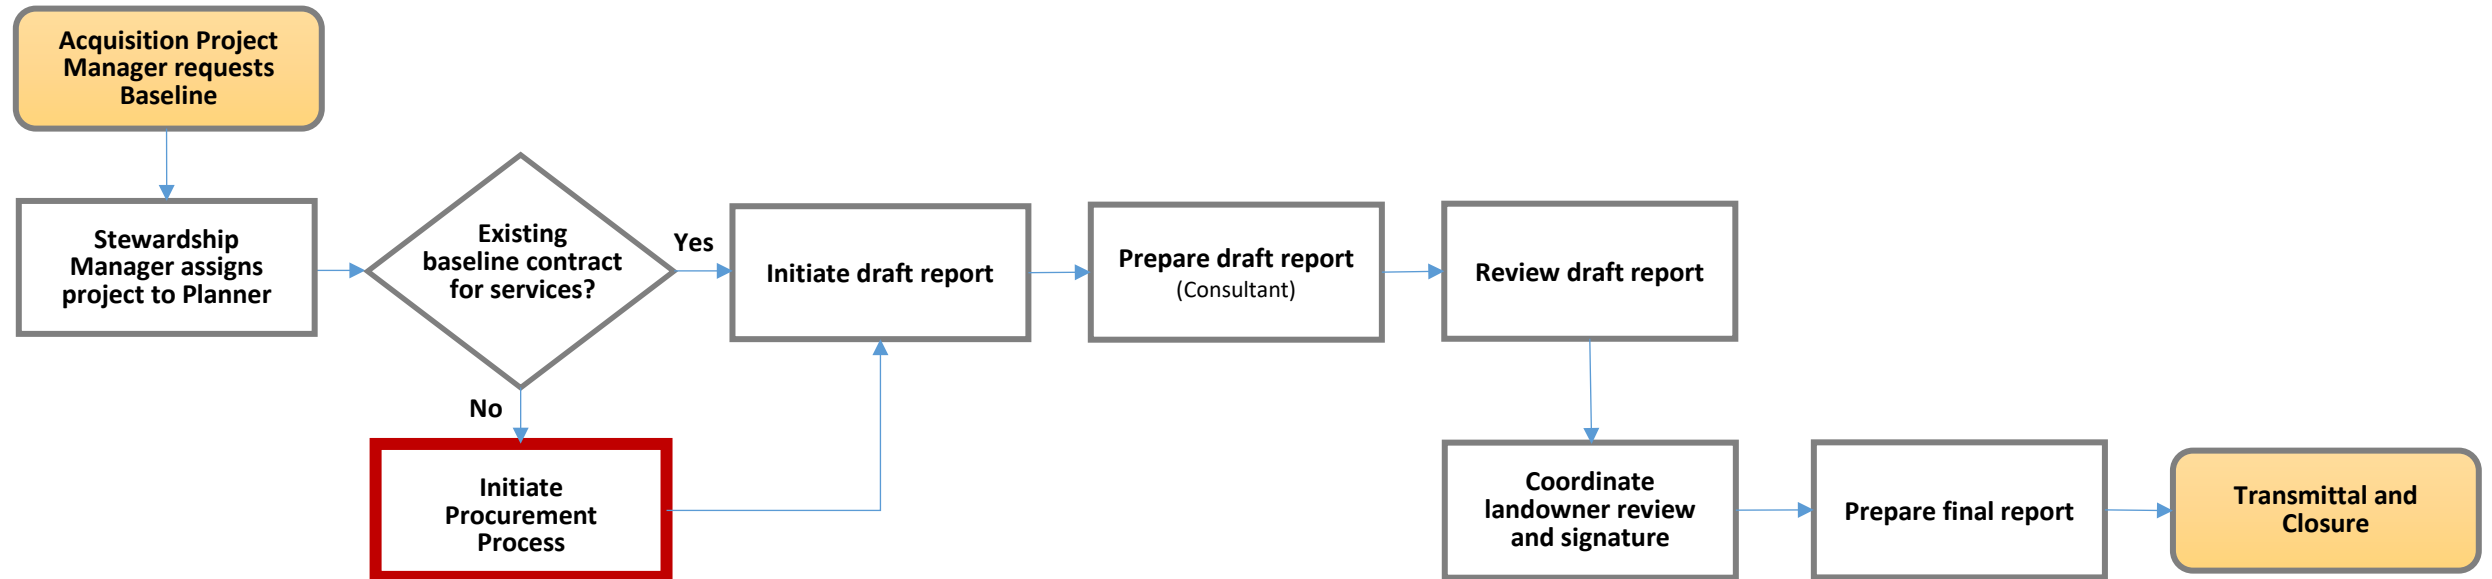 Acquisition Project
Manager requests
Baseline
Stewardship
Manager assigns
project to Planner
Existing
baseline contract
for services?
Yes
No
Initiate
Procurement
Process
Initiate draft report
Prepare draft report
(Consultant)
Review draft report
Coordinate
landowner review
and signature
Prepare final report
Transmittal and
Closure